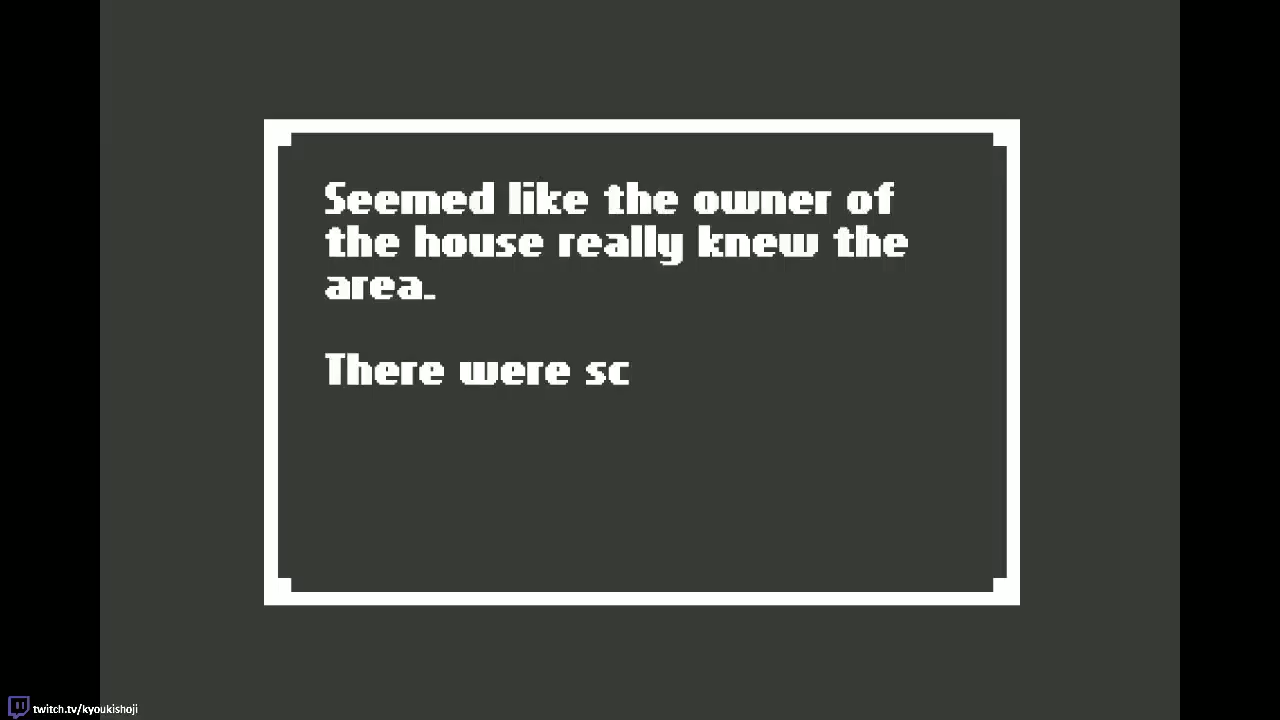 Seemed like the owner of
the house really knew the
area.
There were sc
twitch.tv/kyoukishoji